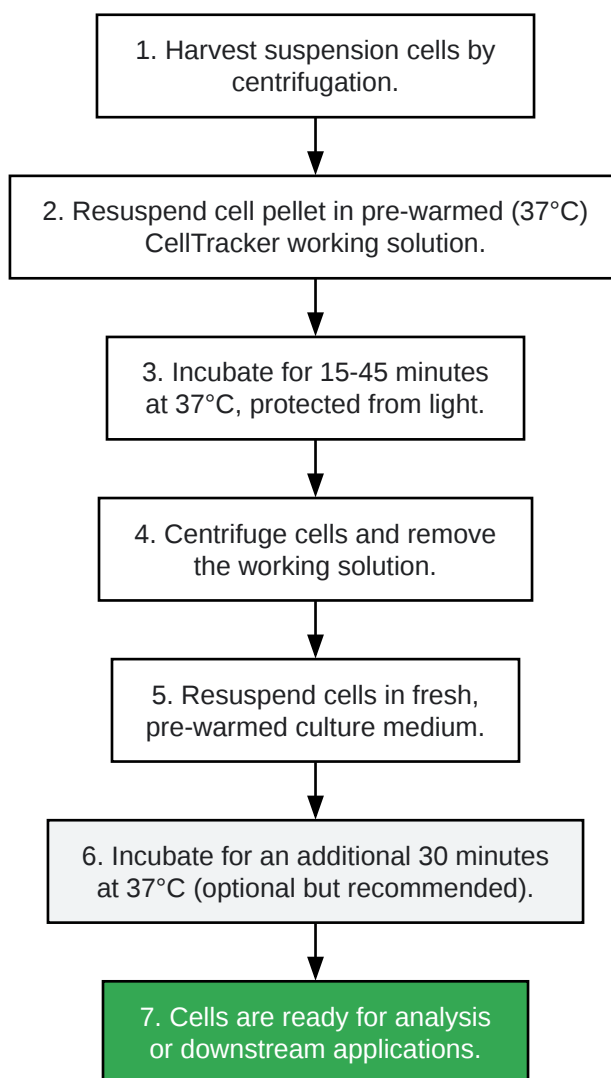 1. Harvest suspension cells by
centrifugation.
2. Resuspend cell pellet in pre-warmed (37°C)
CellTracker working solution.
3. Incubate for 15-45 minutes
at 37°C, protected from light.
4. Centrifuge cells and remove
the working solution.
5. Resuspend cells in fresh,
pre-warmed culture medium.
6. Incubate for an additional 30 minutes
at 37°C (optional but recommended).
7. Cells are ready for analysis
or downstream applications.